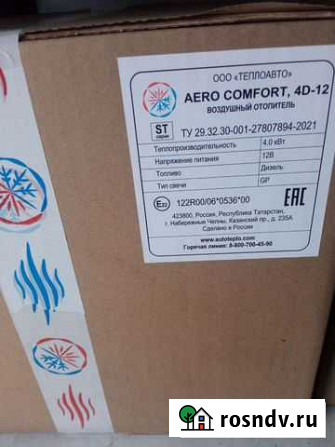 ООО «ТЕПЛОАВТО»
AERO COMFORT, 4D-12
ВОЗДУШНЫЙ ОТОПИТЕЛЬ
ST
серия
ТУ 29.32.30-001-27807894-2021
Теплопроизводительность 4.0 кВт
Напряжение питания 12В
Топливо Дизель
Тип свечи GP
122R00/06*0536*00
EAC
423800, Россия, Республика Татарстан,
г. Набережные Челны, Казанский пр., д. 235А
Сделано в России
www.autoteplo.com
Горячая линия: 8-800-700-45-90
rosndv.ru